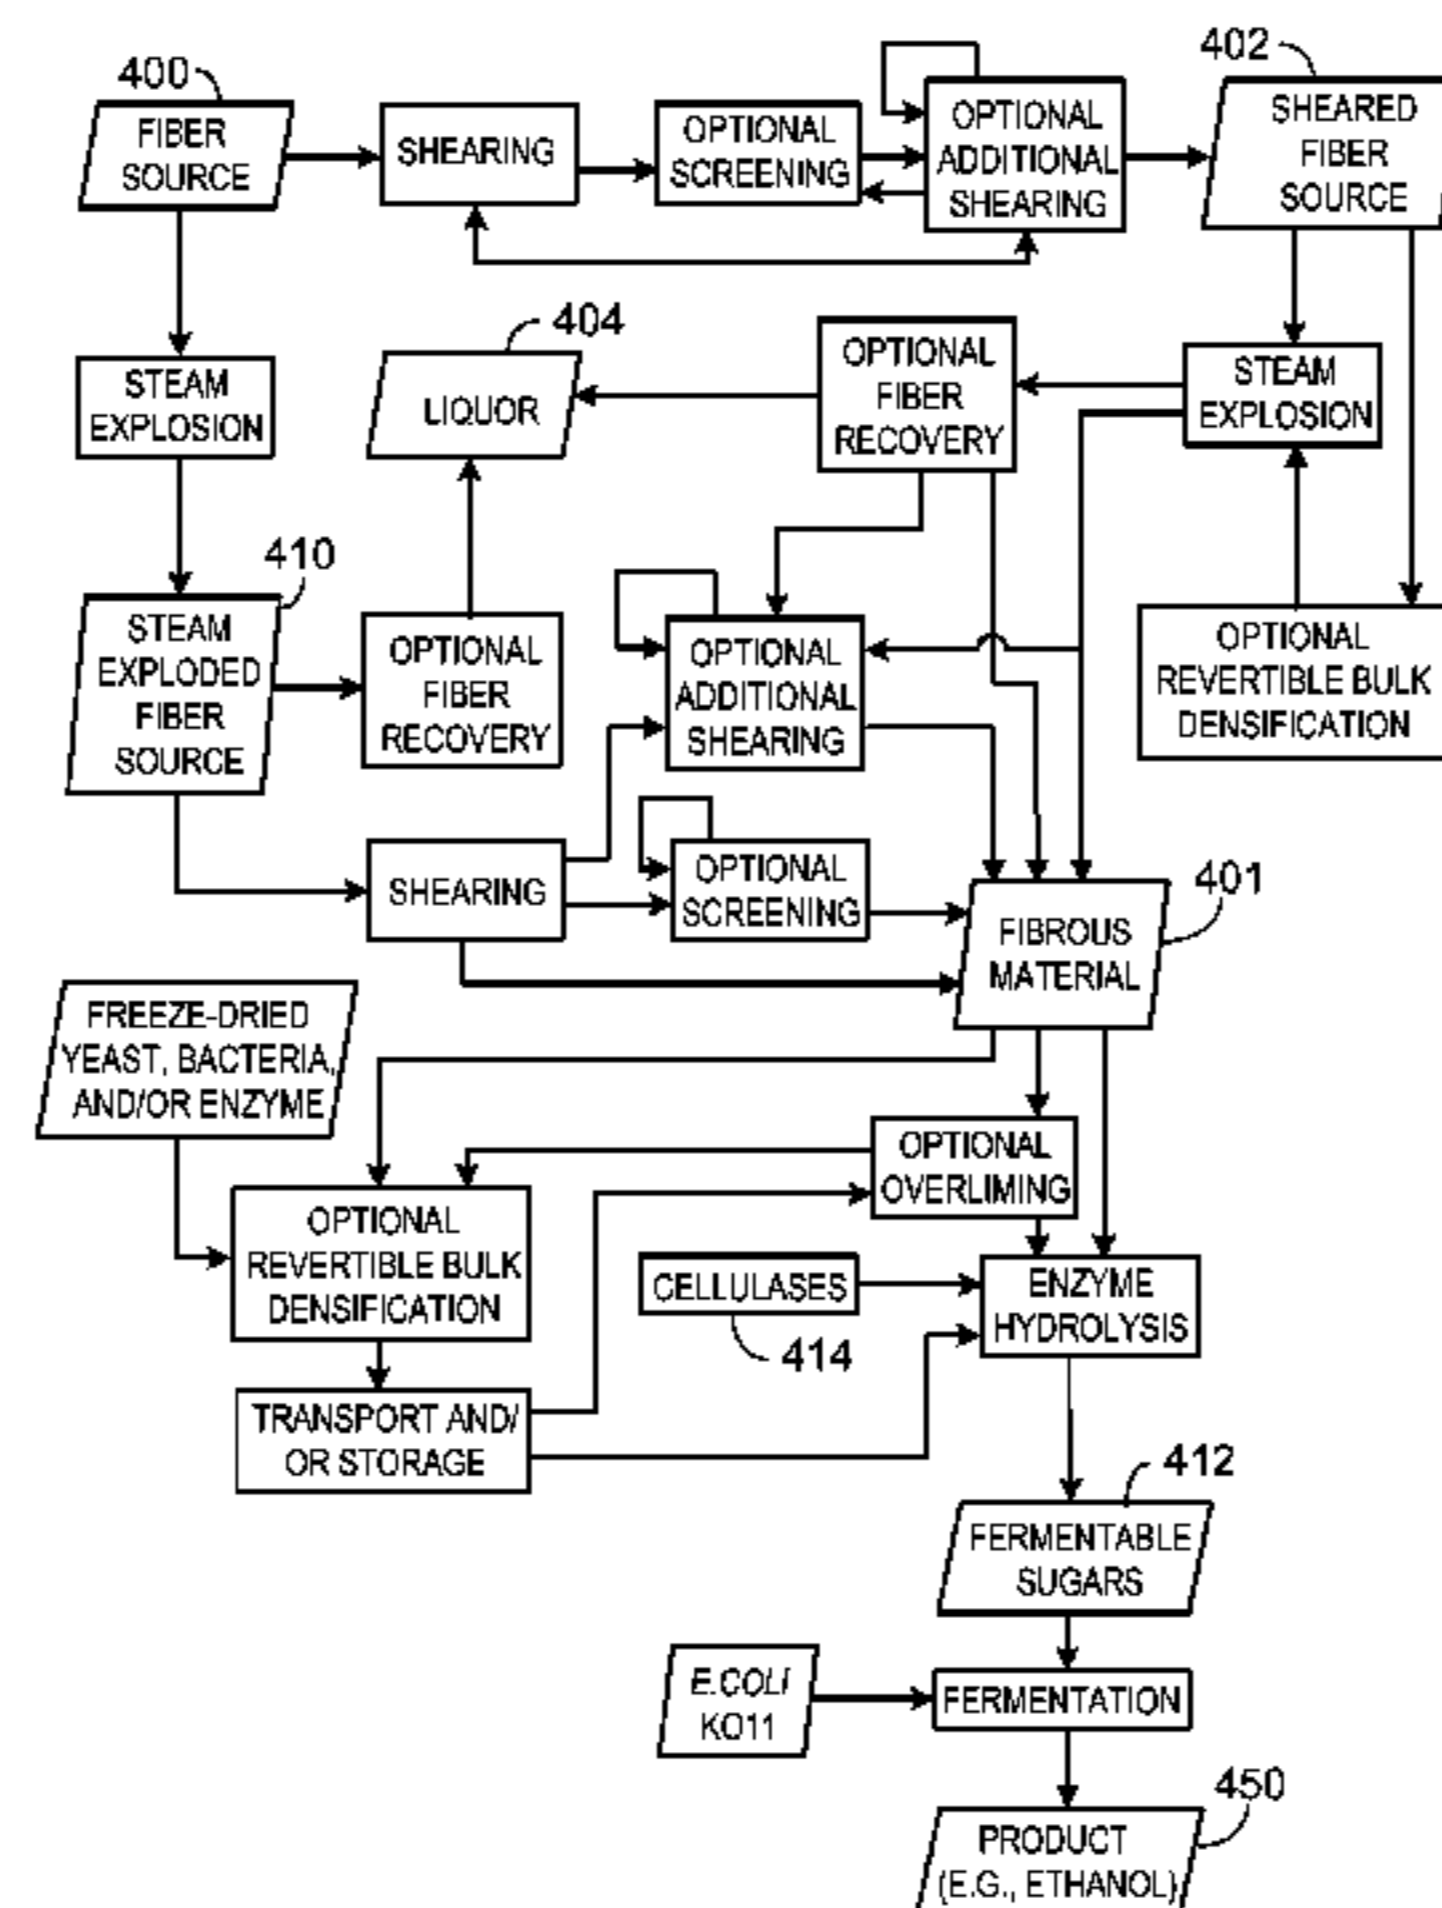 400
FIBER
SOURCE
SHEARING
OPTIONAL
SCREENING
OPTIONAL
ADDITIONAL
SHEARING
402
SHEARED
FIBER
SOURCE
STEAM
EXPLOSION
404
LIQUOR
OPTIONAL
FIBER
RECOVERY
STEAM
EXPLOSION
410
STEAM
EXPLODED
FIBER
SOURCE
OPTIONAL
FIBER
RECOVERY
OPTIONAL
ADDITIONAL
SHEARING
OPTIONAL
REVERTIBLE BULK
DENSIFICATION
SHEARING
OPTIONAL
SCREENING
401
FIBROUS
MATERIAL
FREEZE-DRIED
YEAST, BACTERIA,
AND/OR ENZYME
OPTIONAL
OVERLIMING
OPTIONAL
REVERTIBLE BULK
DENSIFICATION
CELLULASES
414
ENZYME
HYDROLYSIS
TRANSPORT AND/
OR STORAGE
412
FERMENTABLE
SUGARS
E.COLI
KO11
FERMENTATION
450
PRODUCT
(E.G., ETHANOL)